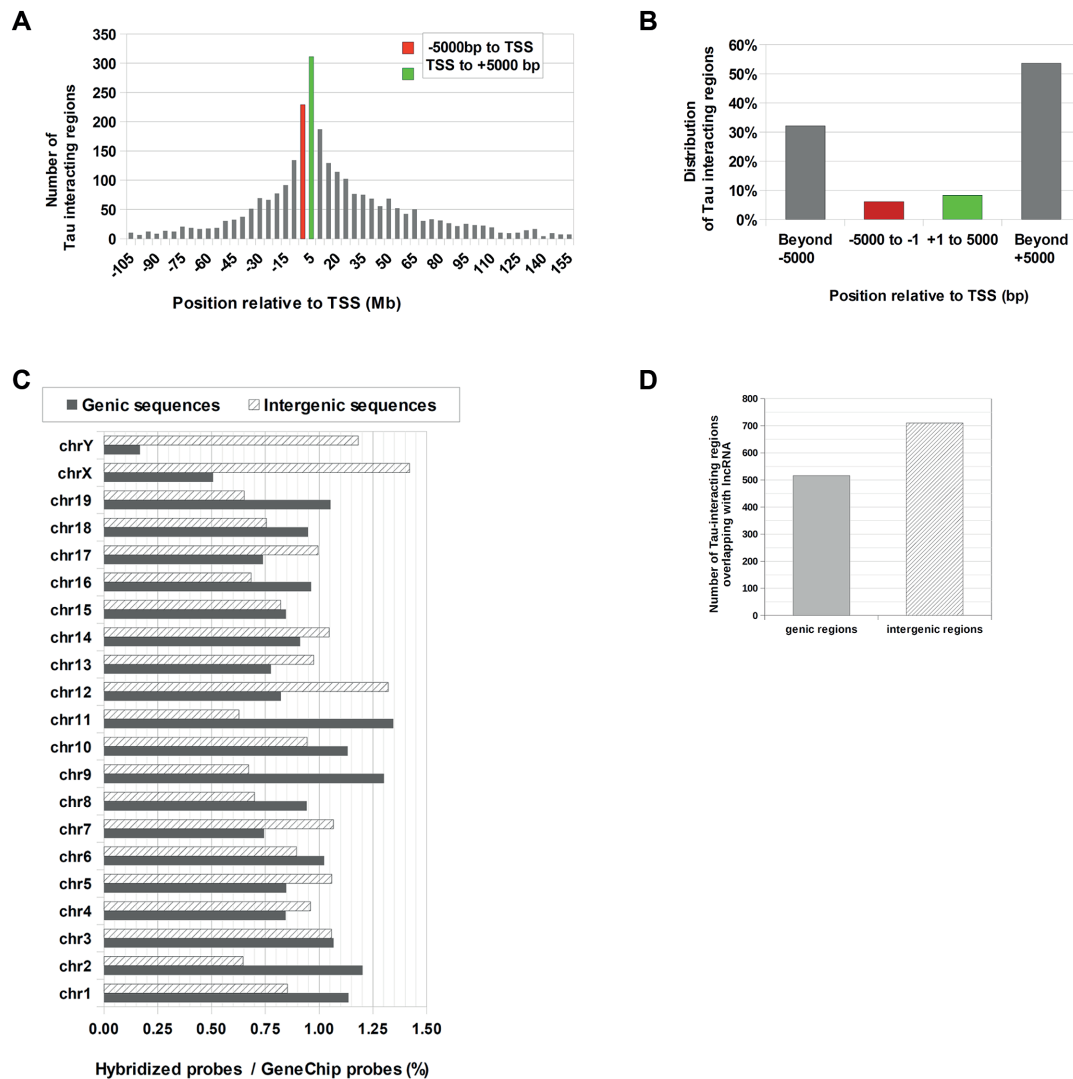 A
Number of
Tau interacting regions
350
300
250
200
150
100
50
0
-5000bp to TSS
TSS to +5000 bp
-105
-90
-75
-60
-45
-30
-15
5
20
35
50
65
80
95
110
125
140
155
Position relative to TSS (Mb)
B
Distribution
of Tau interacting regions
60%
50%
40%
30%
20%
10%
0%
Beyond
-5000
-5000 to -1
+1 to 5000
Beyond
+5000
Position relative to TSS (bp)
C
Genic sequences
Intergenic sequences
chrY
chrX
chr19
chr18
chr17
chr16
chr15
chr14
chr13
chr12
chr11
chr10
chr9
chr8
chr7
chr6
chr5
chr4
chr3
chr2
chr1
0.00 0.25 0.50 0.75 1.00 1.25 1.50
Hybridized probes / GeneChip probes (%)
D
Number of Tau-interacting regions
overlapping with lncRNA
800
700
600
500
400
300
200
100
0
genic regions
intergenic regions